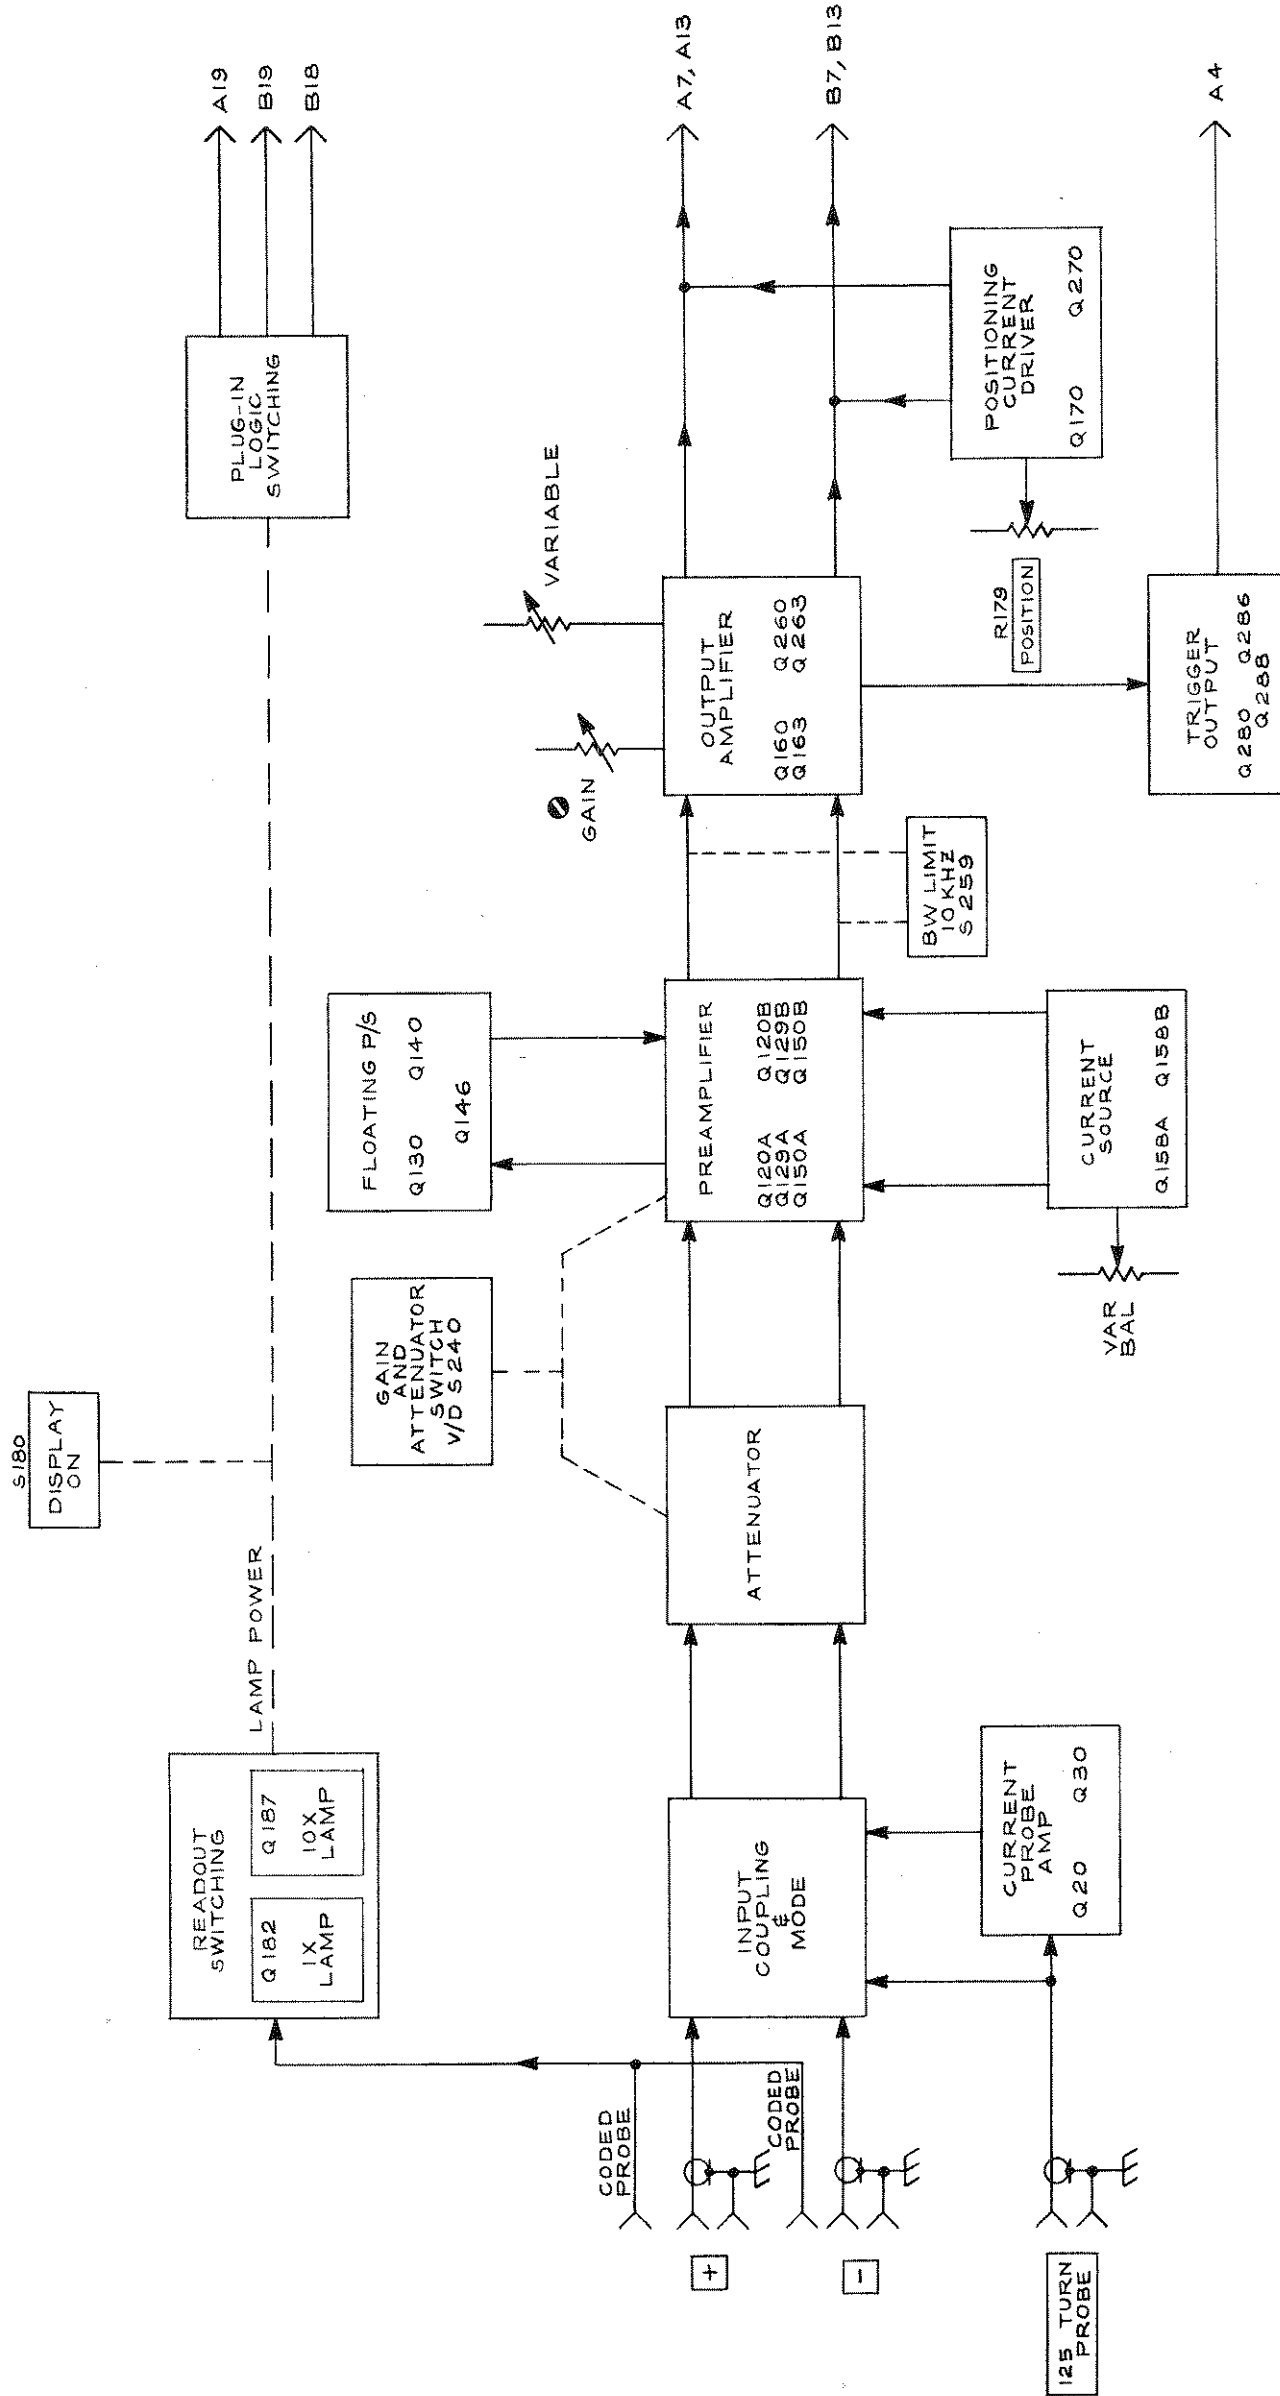 S180
DISPLAY
ON
LAMP POWER
READOUT
SWITCHING
Q182
1X
LAMP
Q187
10X
LAMP
PLUG-IN
LOGIC
SWITCHING
A19
B19
B18
GAIN
AND
ATTENUATOR
SWITCH
V/D S240
FLOATING P/S
Q130 Q140
Q146
GAIN
VARIABLE
CODED
PROBE
+
CODED
PROBE
-
INPUT
COUPLING
&
MODE
ATTENUATOR
PREAMPLIFIER
Q120A Q120B
Q129A Q129B
Q150A Q150B
OUTPUT
AMPLIFIER
Q160 Q260
Q163 Q263
A7, A13
B7, B13
BW LIMIT
10 KHZ
S259
125 TURN
PROBE
CURRENT
PROBE
AMP
Q20 Q30
VAR
BAL
CURRENT
SOURCE
Q158A Q158B
R179
POSITION
POSITIONING
CURRENT
DRIVER
Q170 Q270
TRIGGER
OUTPUT
Q280 Q286
Q288
A4